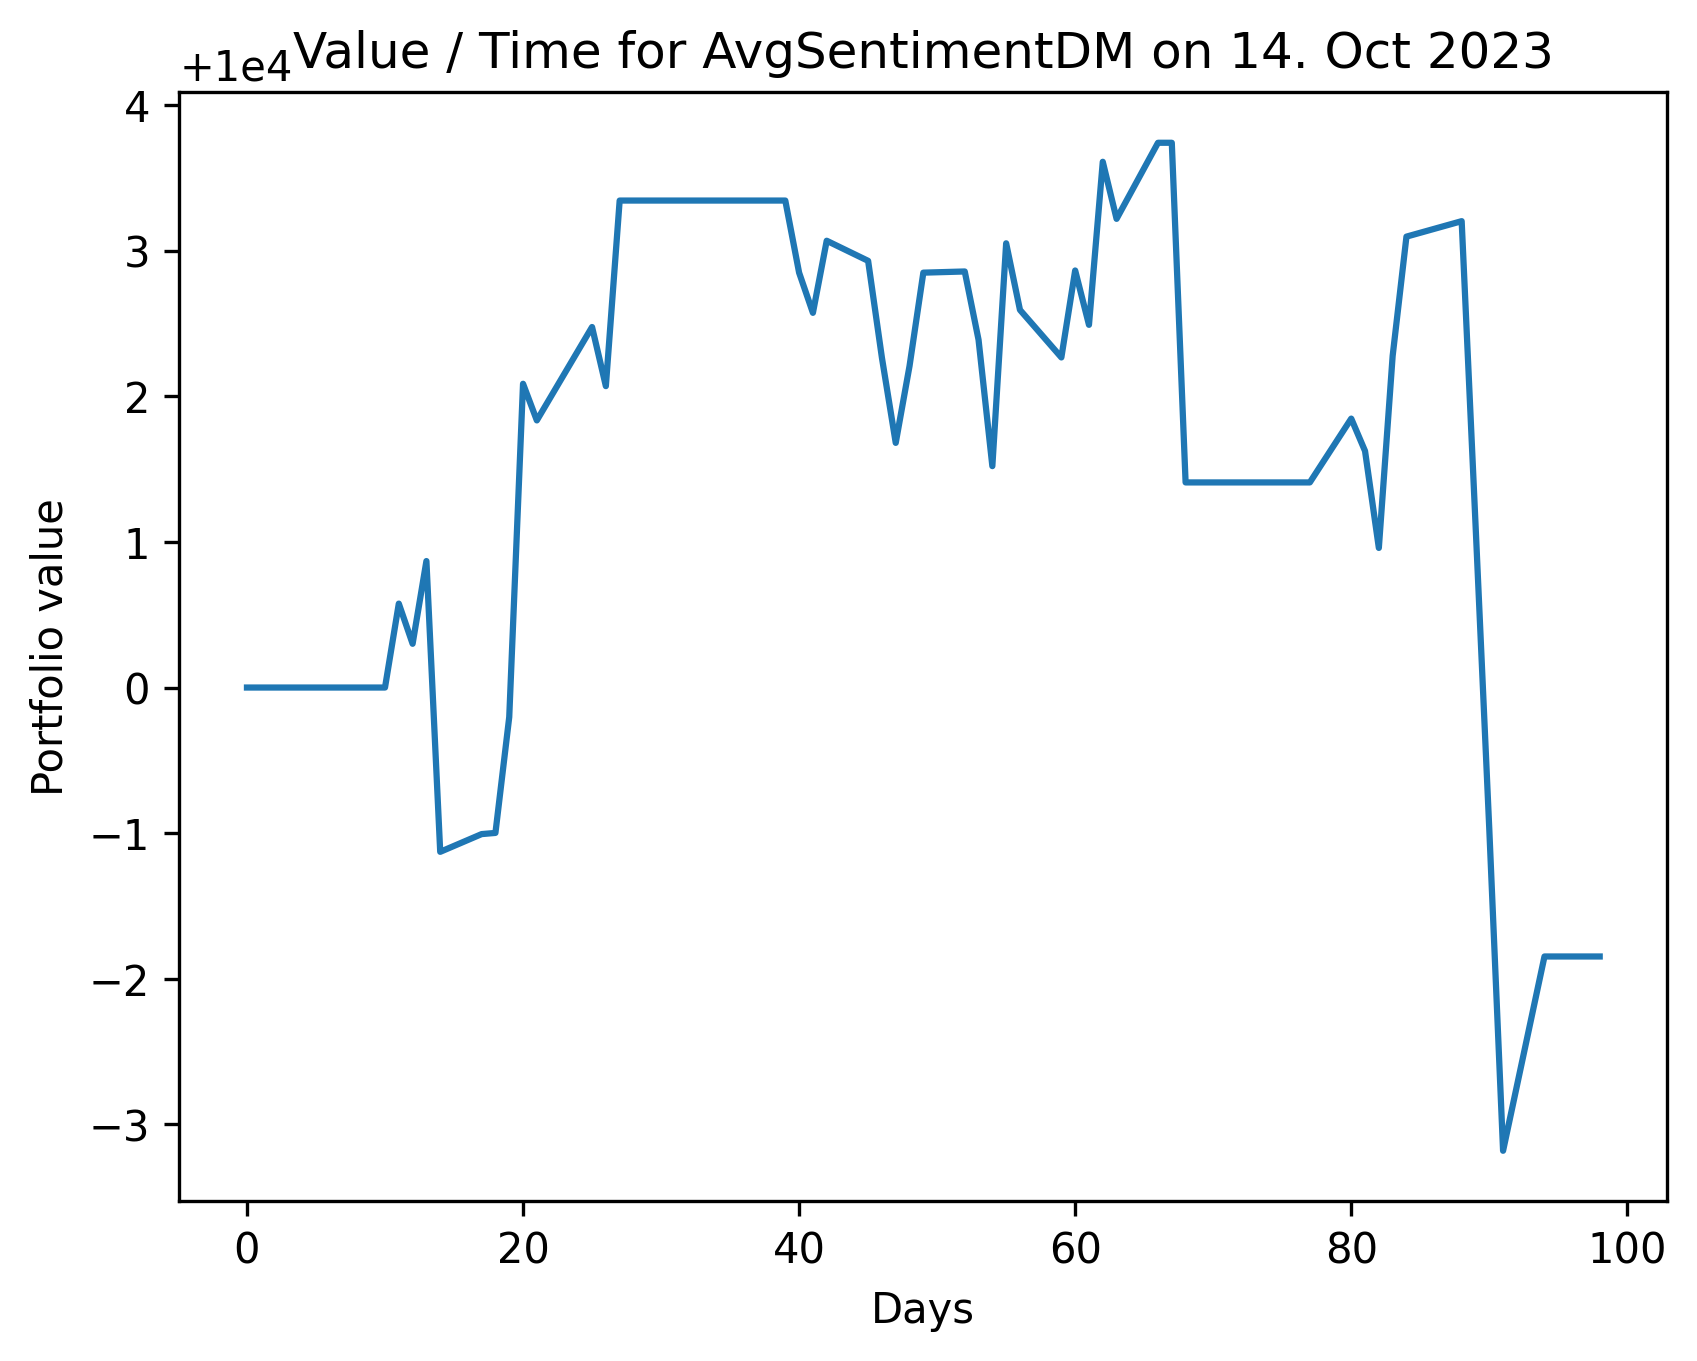 Value / Time for AvgSentimentDM on 14. Oct 2023
+1e4
4
3
2
1
0
−1
−2
−3
Portfolio value
0 20 40 60 80 100
Days